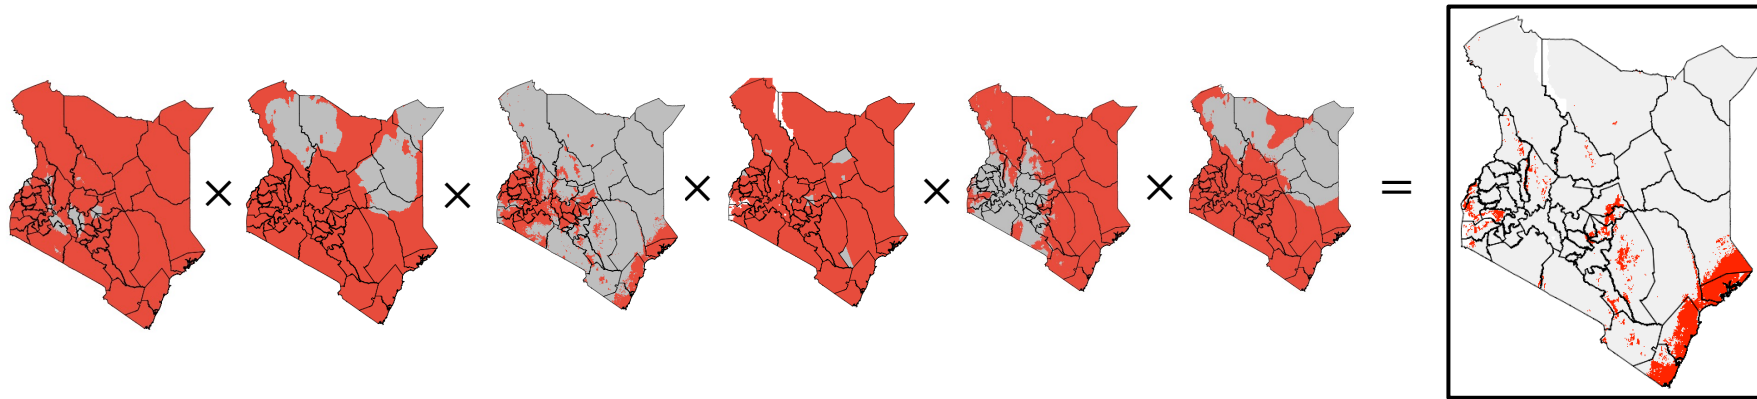 × × × × × =